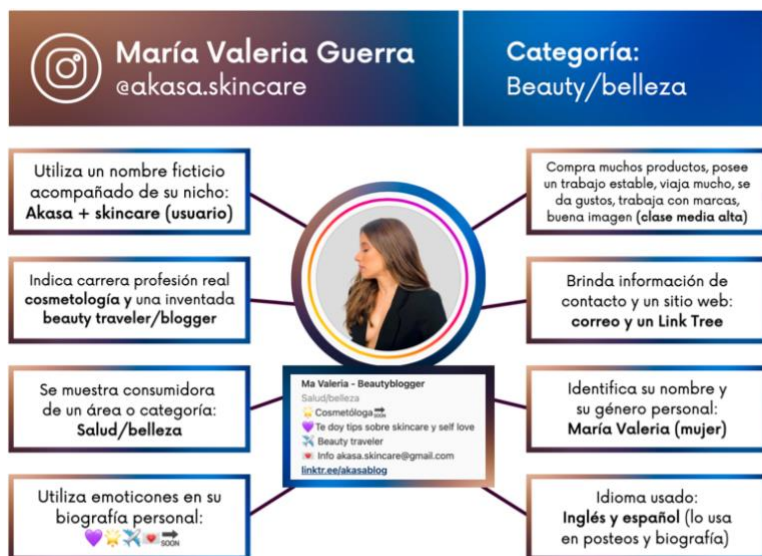 María Valeria Guerra
@akasa.skincare
Categoría:
Beauty/belleza
Utiliza un nombre ficticio
acompañado de su nicho:
Akasa + skincare (usuario)
Indica carrera profesión real
cosmetología y una inventada
beauty traveler/blogger
Se muestra consumidora
de un área o categoría:
Salud/belleza
Utiliza emoticones en su
biografía personal:
💜🌟✈️💌🔜
Ma Valeria - Beautyblogger
Salud/belleza
🌟Cosmetóloga🔜
💜Te doy tips sobre skincare y self love
✈️ Beauty traveler
💌 Info akasa.skincare@gmail.com
linktr.ee/akasablog
Compra muchos productos, posee
un trabajo estable, viaja mucho, se
da gustos, trabaja con marcas,
buena imagen (clase media alta)
Brinda información de
contacto y un sitio web:
correo y un Link Tree
Identifica su nombre y
su género personal:
María Valeria (mujer)
Idioma usado:
Inglés y español (lo usa
en posteos y biografía)